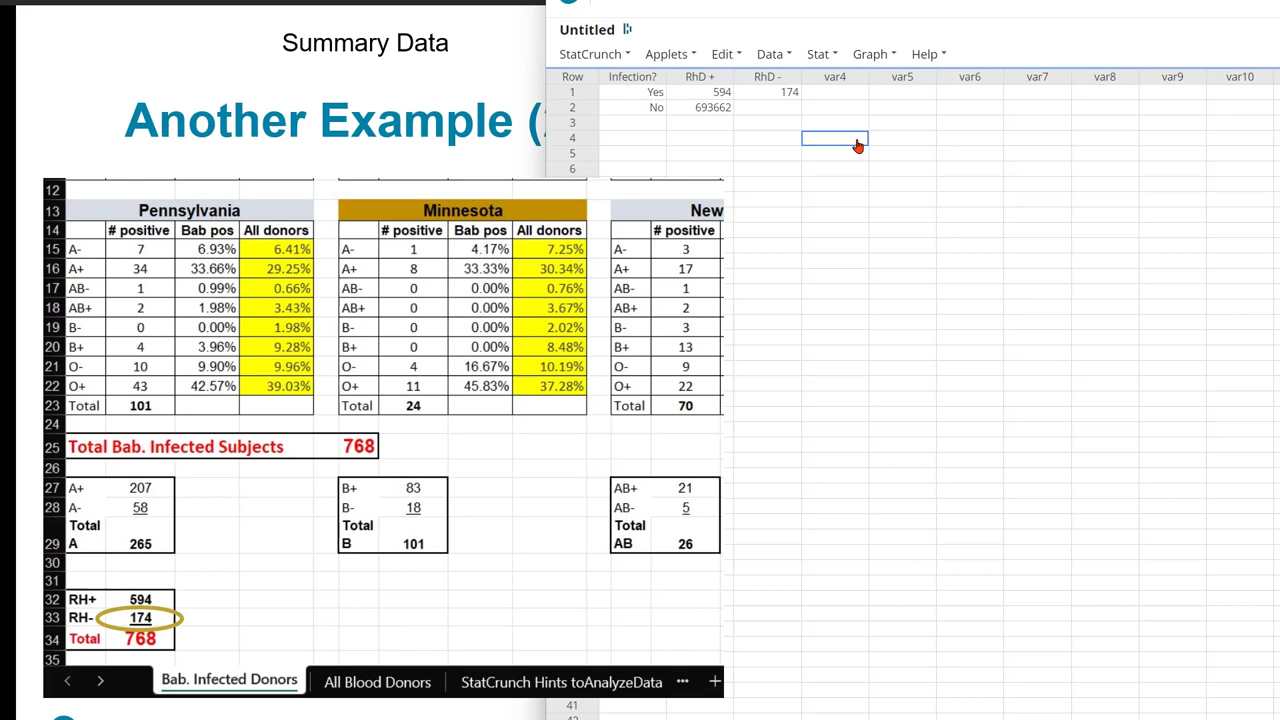 Summary Data
Another Example (
Untitled
StatCrunch Applets Edit Data Stat Graph Help
Row Infection? RhD + RhD - var4 var5 var6 var7 var8 var9 var10
1 Yes 594 174
2 No 693662
3
4
5
6
12
13 Pennsylvania Minnesota New
14 # positive Bab pos All donors # positive Bab pos All donors # positive
15 A- 7 6.93% 6.41% A- 1 4.17% 7.25% A- 3
16 A+ 34 33.66% 29.25% A+ 8 33.33% 30.34% A+ 17
17 AB- 1 0.99% 0.66% AB- 0 0.00% 0.76% AB- 1
18 AB+ 2 1.98% 3.43% AB+ 0 0.00% 3.67% AB+ 2
19 B- 0 0.00% 1.98% B- 0 0.00% 2.02% B- 3
20 B+ 4 3.96% 9.28% B+ 0 0.00% 8.48% B+ 13
21 O- 10 9.90% 9.96% O- 4 16.67% 10.19% O- 9
22 O+ 43 42.57% 39.03% O+ 11 45.83% 37.28% O+ 22
23 Total 101 Total 24 Total 70
24
25 Total Bab. Infected Subjects 768
26
27 A+ 207 B+ 83 AB+ 21
28 A- 58 B- 18 AB- 5
Total Total Total
29 A 265 B 101 AB 26
30
31
32 RH+ 594
33 RH- 174
34 Total 768
35
Bab. Infected Donors All Blood Donors StatCrunch Hints toAnalyzeData ••• +
41